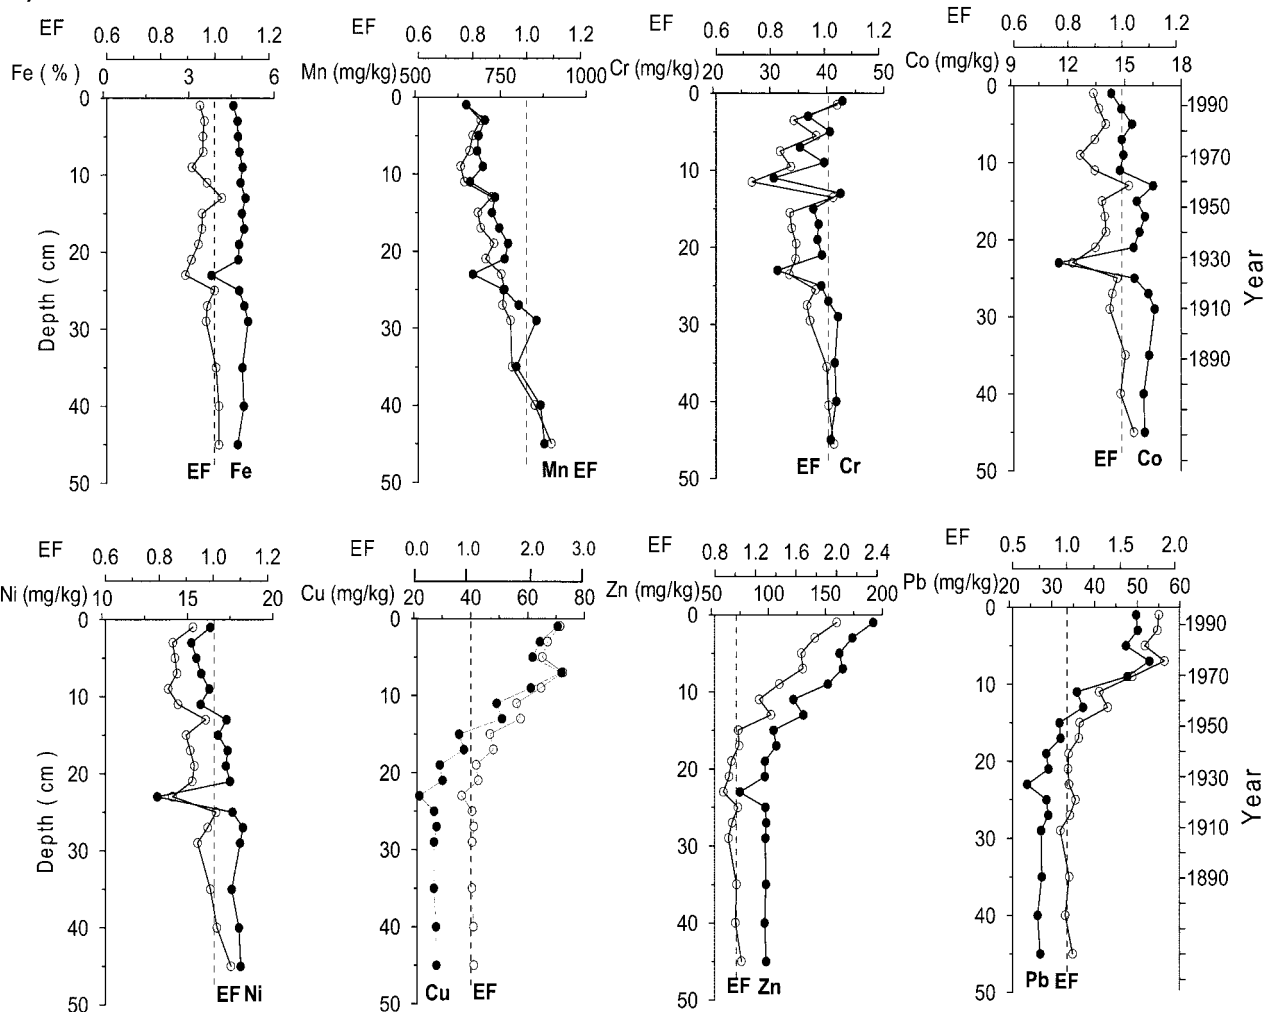 EF 0.6 0.8 1.0 1.2 EF 0.6 0.8 1.0 1.2 EF 0.6 0.8 1.0 1.2 EF 0.6 0.8 1.0 1.2
Fe ( % ) 0 3 6 Mn (mg/kg) 500 750 1000 Cr (mg/kg) 20 30 40 50 Co (mg/kg) 9 12 15 18
0 0 0 0 1990
10 10 10 10 1970
20 20 20 20 1950
30 30 30 30 1930
40 40 40 40 1910
50 50 50 50 1890
Depth ( cm )
Year
EF Fe Mn EF EF Cr EF Co
EF 0.6 0.8 1.0 1.2 EF 0.0 1.0 2.0 3.0 EF 0.8 1.2 1.6 2.0 2.4 EF 0.5 1.0 1.5 2.0
Ni (mg/kg) 10 15 20 Cu (mg/kg) 20 40 60 80 Zn (mg/kg) 50 100 150 200 Pb (mg/kg) 20 30 40 50 60
0 0 0 0 1990
10 10 10 10 1970
20 20 20 20 1950
30 30 30 30 1930
40 40 40 40 1910
50 50 50 50 1890
Depth ( cm )
Year
EF Ni Cu EF EF Zn Pb EF